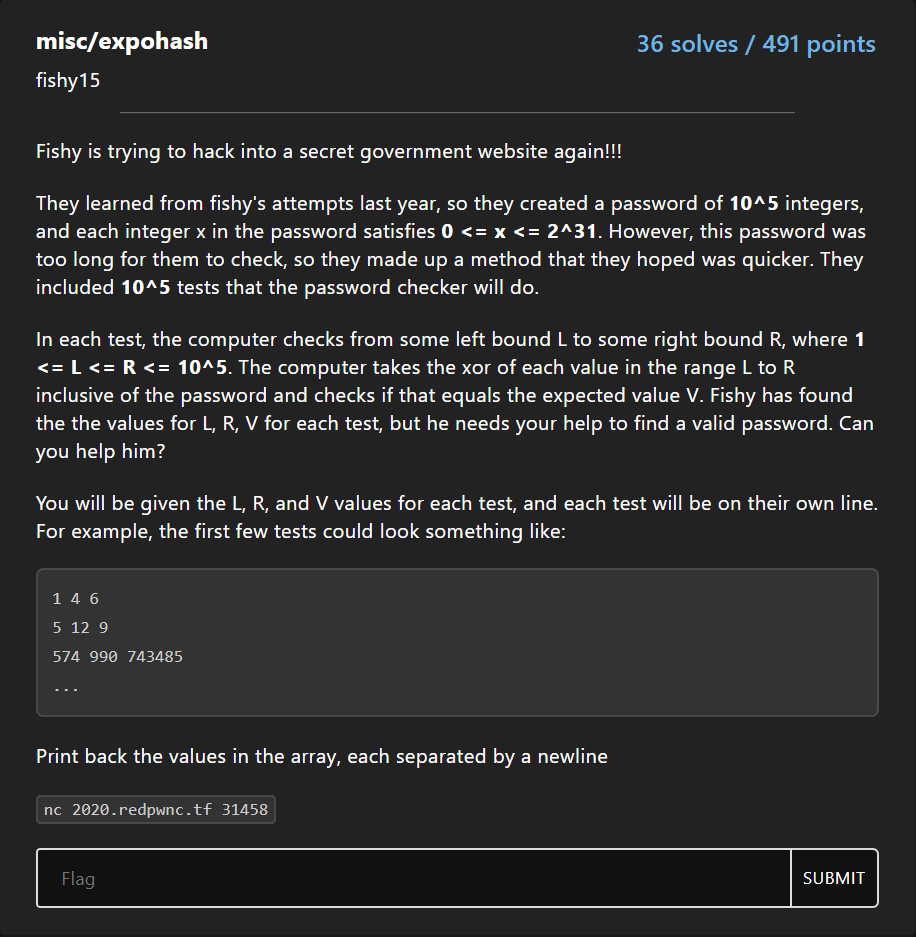 misc/expohash
36 solves / 491 points
fishy15
Fishy is trying to hack into a secret government website again!!!
They learned from fishy's attempts last year, so they created a password of 10^5 integers,
and each integer x in the password satisfies 0 <= x <= 2^31. However, this password was
too long for them to check, so they made up a method that they hoped was quicker. They
included 10^5 tests that the password checker will do.
In each test, the computer checks from some left bound L to some right bound R, where 1
<= L <= R <= 10^5. The computer takes the xor of each value in the range L to R
inclusive of the password and checks if that equals the expected value V. Fishy has found
the the values for L, R, V for each test, but he needs your help to find a valid password. Can
you help him?
You will be given the L, R, and V values for each test, and each test will be on their own line.
For example, the first few tests could look something like:
1 4 6
5 12 9
574 990 743485
...
Print back the values in the array, each separated by a newline
nc 2020.redpwnc.tf 31458
Flag
SUBMIT